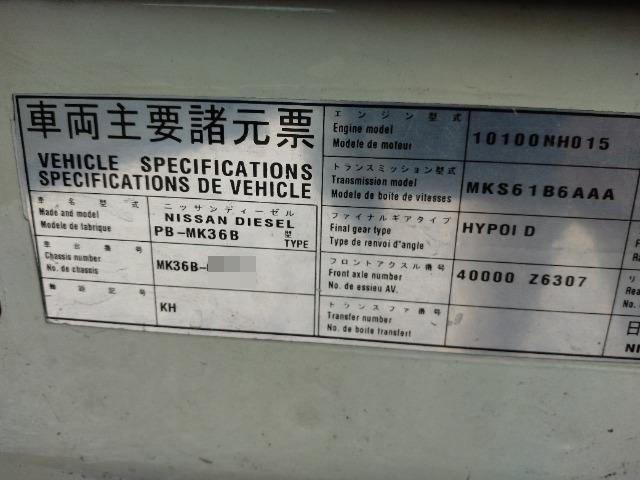 車両主要諸元票
VEHICLE SPECIFICATIONS
SPECIFICATIONS DE VEHICLE
車名型式
Made and model
Modele de fabrique
ニッサンディーゼル
NISSAN DIESEL
PB-MK36B 型
TYPE
車台番号
Chassis number
No. de chassis
MK36B-
KH
エンジン型式
Engine model
Modele de moteur
10100NH015
トランスミッション型式
Transmission model
Modele de boite de vitesses
MKS61B6AAA
ファイナルギアタイプ
Final gear type
Type de renvoi d'angle
HYPOI D
フロントアクスル番号
Front axle number
No. de essieu AV.
40000 Z6307
トランスファ番号
Transfer number
No. de boite transfert
日
NI